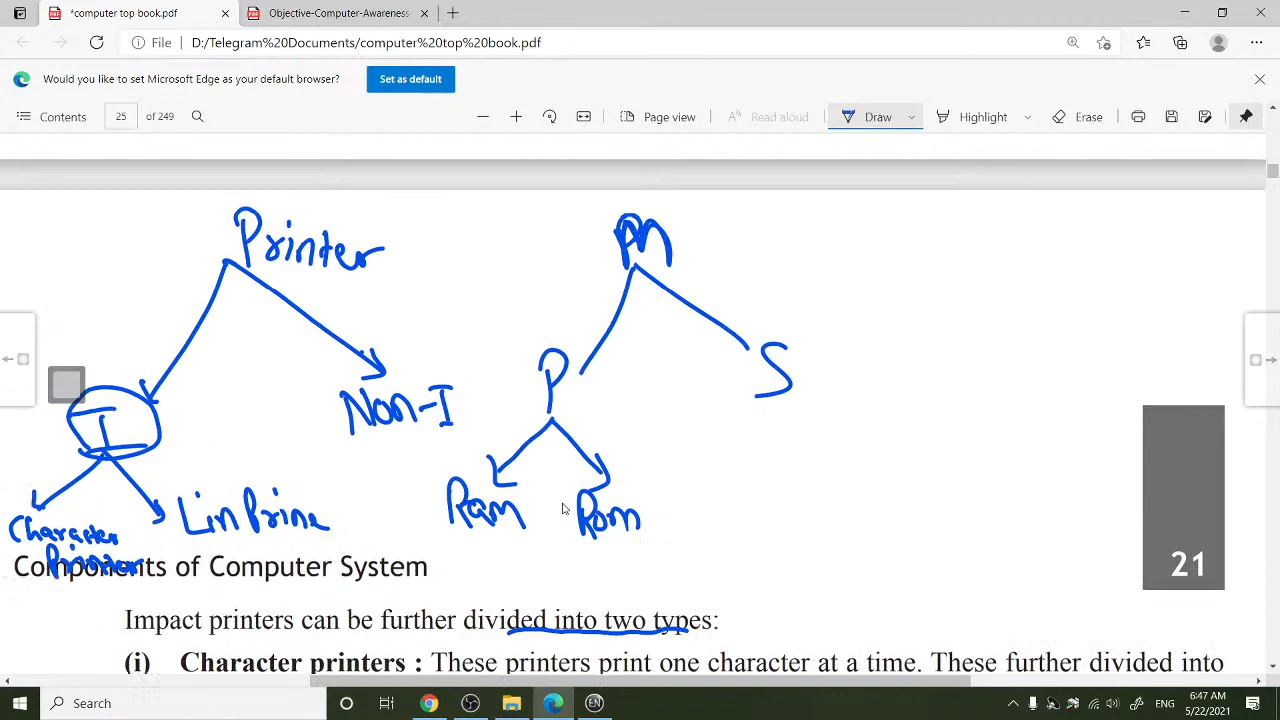 *computer top book.pdf
Objective-Computer-Awareness
File
D:/Telegram%20Documents/computer%20top%20book.pdf
Would you like to set Microsoft Edge as your default browser?
Set as default
Contents
25
of 249
Page view
Read aloud
Draw
Highlight
Erase
Printer
M
P
S
I
Non-I
Ram
Rom
Character
Printer
Components of Computer System
21
Impact printers can be further divided into two types:
(i) Character printers : These printers print one character at a time. These further divided into
Search
EN
6:47 AM
5/22/2021